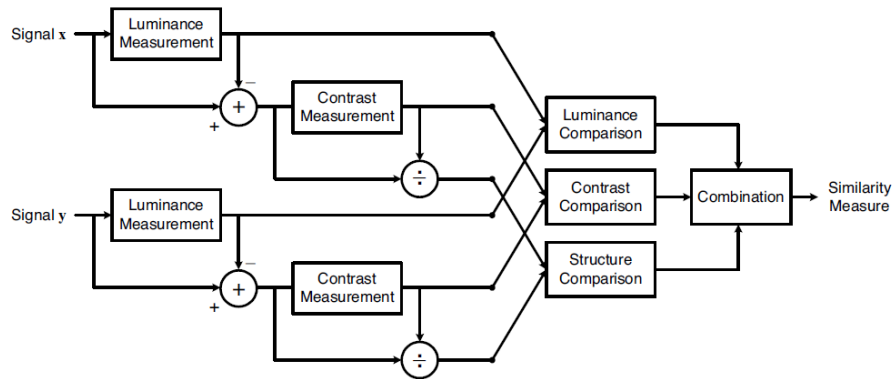 Signal x
Luminance
Measurement
−
+
+
Contrast
Measurement
÷
Luminance
Comparison
Signal y
Luminance
Measurement
Contrast
Comparison
Combination
Similarity
Measure
−
+
+
Contrast
Measurement
Structure
Comparison
÷